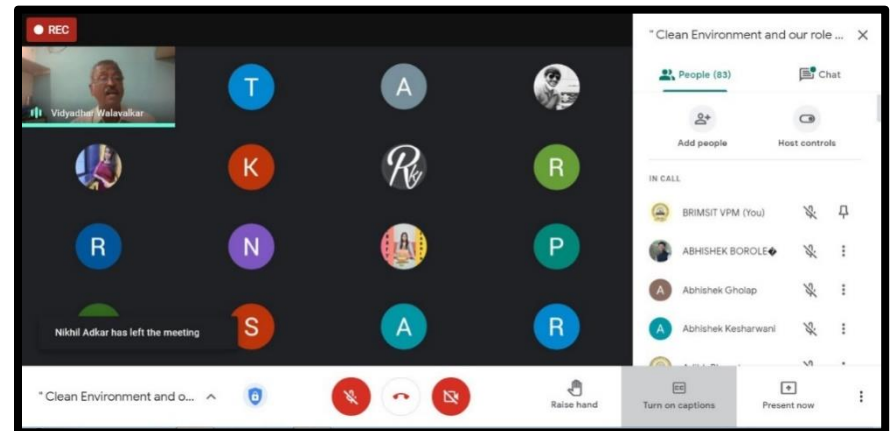 REC
" Clean Environment and our role ...
People (83)
Chat
Vidyadhar Walavalkar
T
A
Add people
Host controls
K
Rk
R
IN CALL
BRIMSIT VPM (You)
R
N
P
ABHISHEK BOROLE�
A Abhishek Gholap
Nikhil Adkar has left the meeting
S
A
R
A Abhishek Kesharwani
" Clean Environment and o...
Raise hand
Turn on captions
Present now